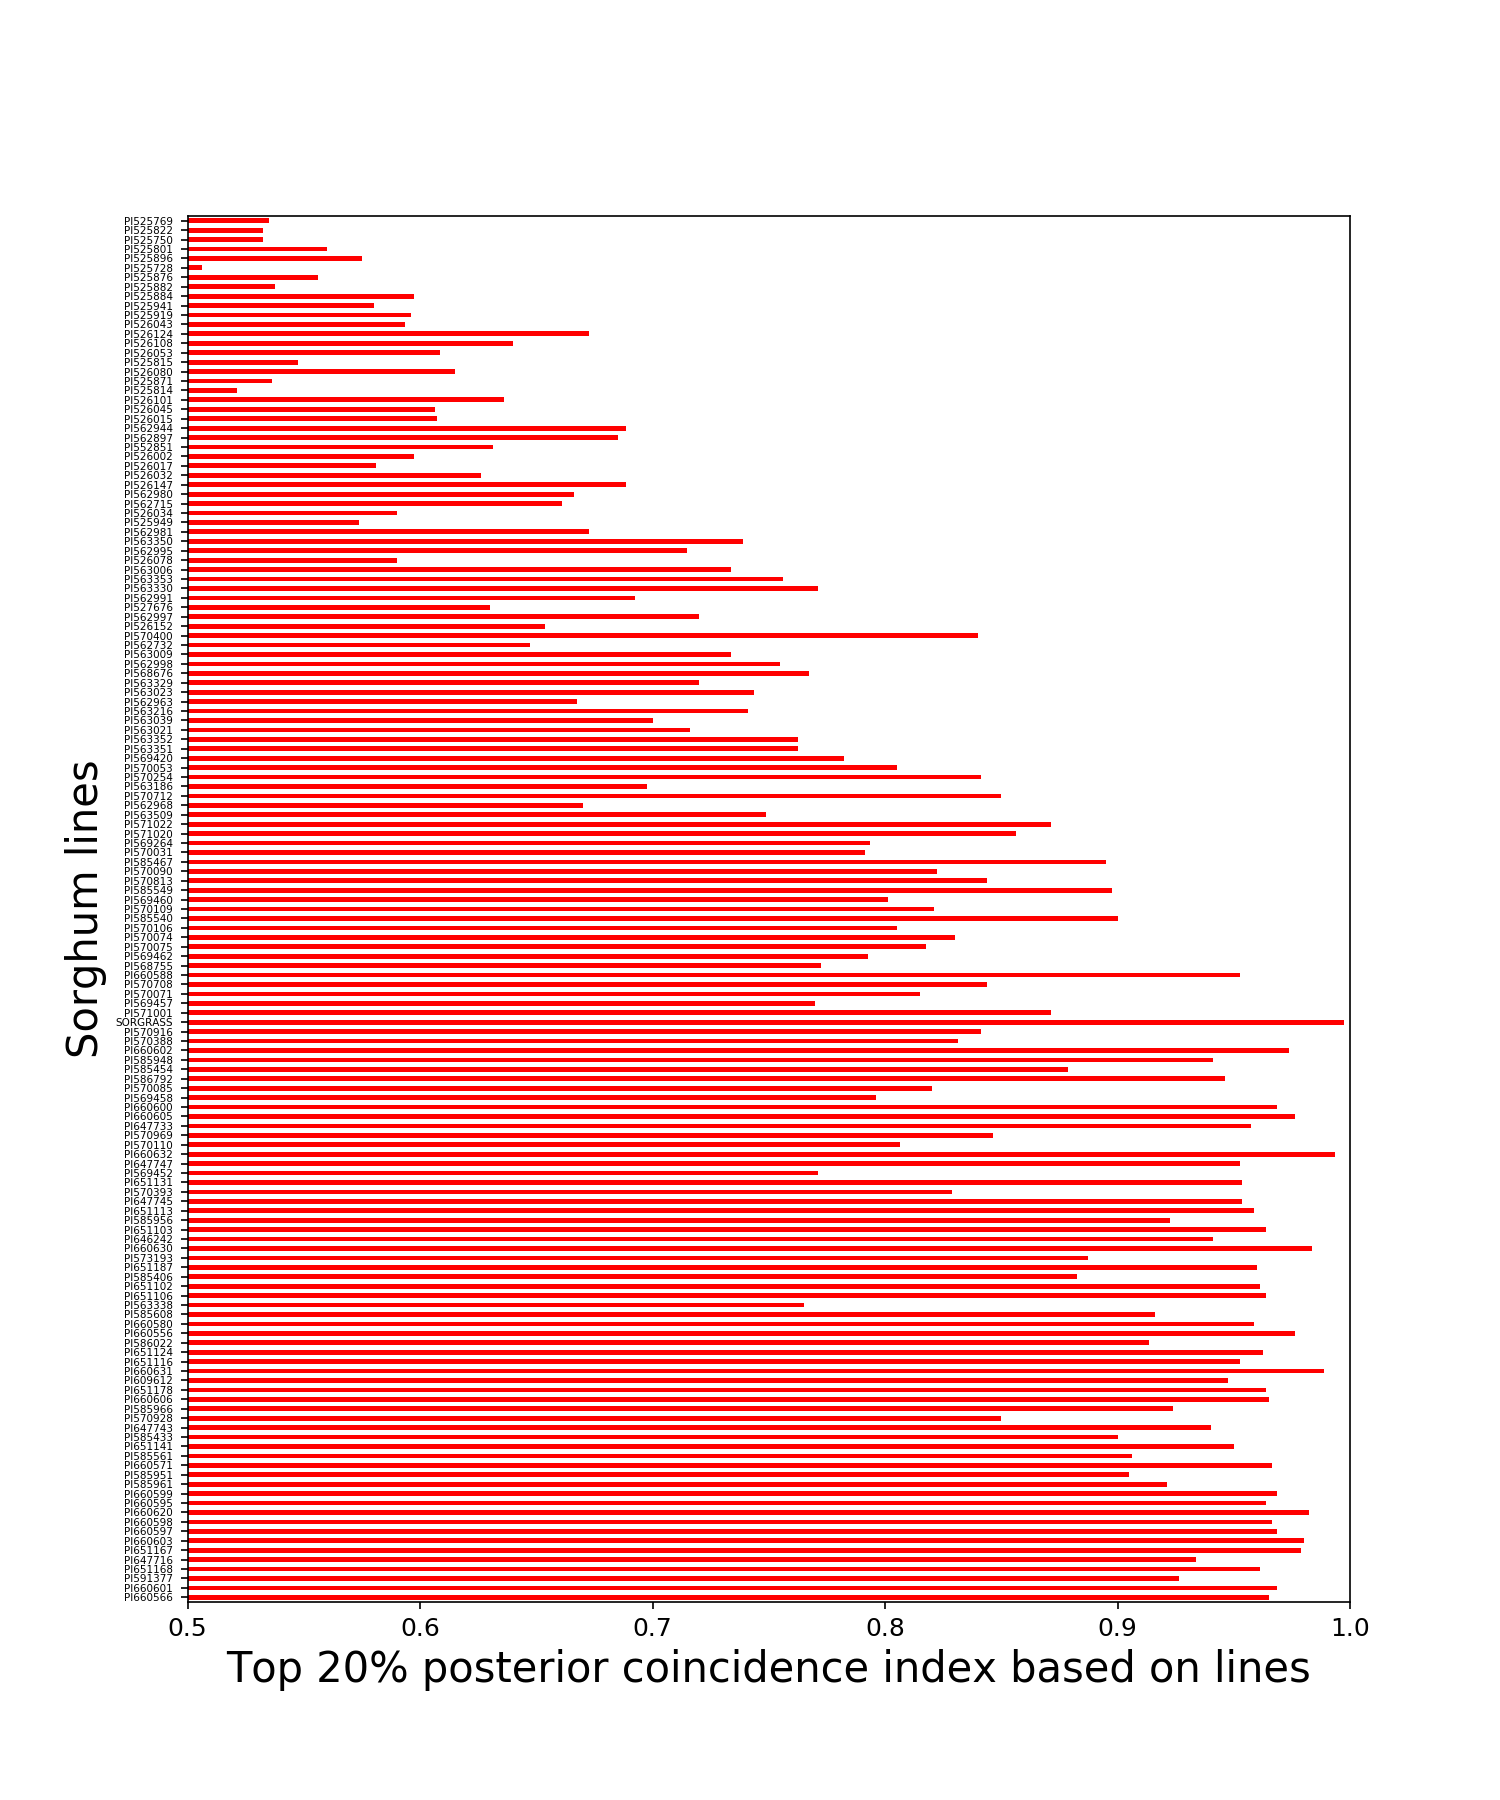 PI525769
PI525822
PI525750
PI525801
PI525896
PI525728
PI525876
PI525882
PI525884
PI525941
PI525919
PI526043
PI526124
PI526108
PI526053
PI525815
PI526080
PI525871
PI525814
PI526101
PI526045
PI526015
PI562944
PI562897
PI552851
PI526002
PI526017
PI526032
PI526147
PI562980
PI562715
PI526034
PI525949
PI562981
PI563350
PI562995
PI526078
PI563006
PI563353
PI563330
PI562991
PI527676
PI562997
PI526152
PI570400
PI562732
PI563009
PI562998
PI568676
PI563329
PI563023
PI562963
PI563216
PI563039
PI563021
PI563352
PI563351
PI569420
PI570053
PI570254
PI563186
PI570712
PI562968
PI563509
PI571022
PI571020
PI569264
PI570031
PI585467
PI570090
PI570813
PI585549
PI569460
PI570109
PI585540
PI570106
PI570074
PI570075
PI569462
PI568755
PI660588
PI570708
PI570071
PI569457
PI571001
SORGRASS
PI570916
PI570388
PI660602
PI585948
PI585454
PI586792
PI570085
PI569458
PI660600
PI660605
PI647733
PI570969
PI570110
PI660632
PI647747
PI569452
PI651131
PI570393
PI647745
PI651113
PI585956
PI651103
PI646242
PI660630
PI573193
PI651187
PI585406
PI651102
PI651106
PI563338
PI585608
PI660580
PI660556
PI586022
PI651124
PI651116
PI660631
PI609612
PI651178
PI660606
PI585966
PI570928
PI647743
PI585433
PI651141
PI585561
PI660571
PI585951
PI585961
PI660599
PI660595
PI660620
PI660598
PI660597
PI660603
PI651167
PI647716
PI651168
PI591377
PI660601
PI660566
Sorghum lines
0.5 0.6 0.7 0.8 0.9 1.0
Top 20% posterior coincidence index based on lines